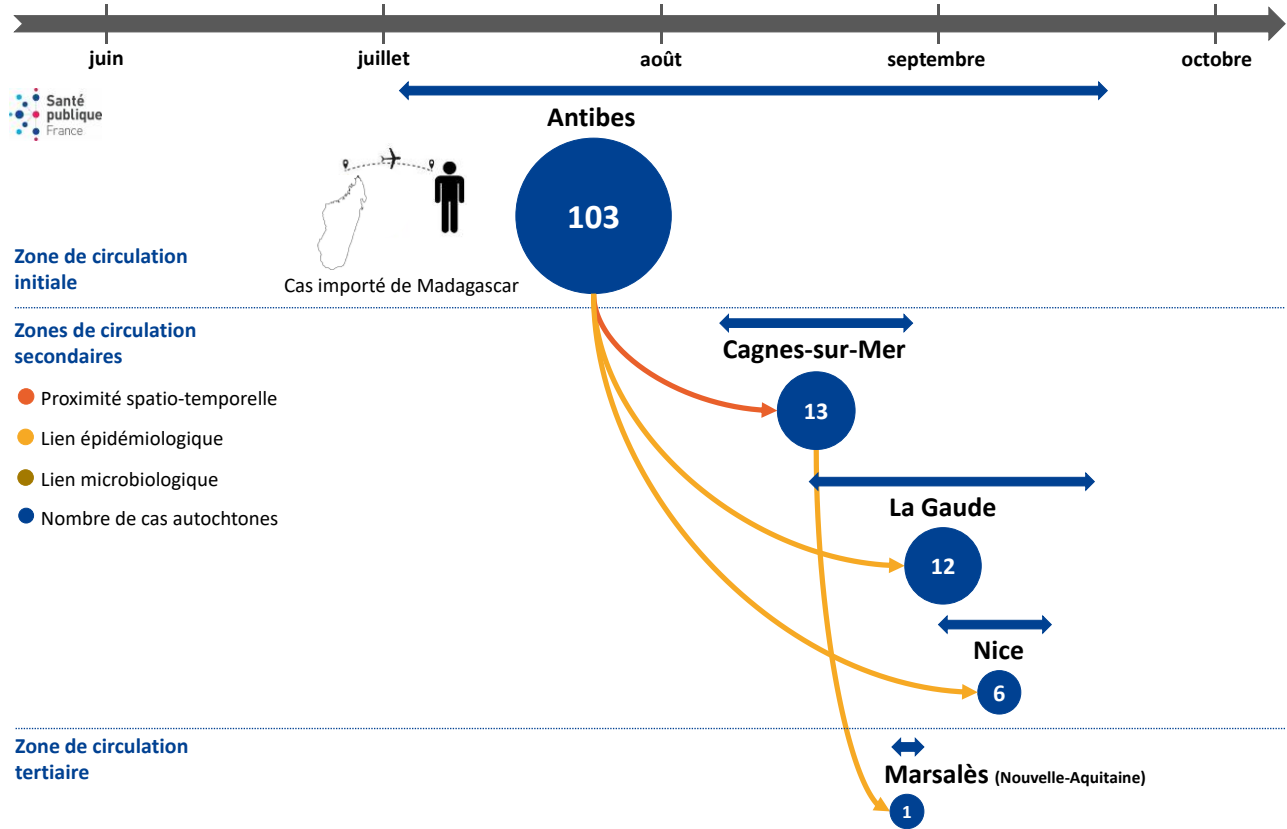 juin
juillet
août
septembre
octobre
Santé
publique
France
Antibes
103
Zone de circulation
initiale
Cas importé de Madagascar
Zones de circulation
secondaires
Cagnes-sur-Mer
13
Proximité spatio-temporelle
Lien épidémiologique
Lien microbiologique
Nombre de cas autochtones
La Gaude
12
Nice
6
Zone de circulation
tertiaire
Marsalès (Nouvelle-Aquitaine)
1